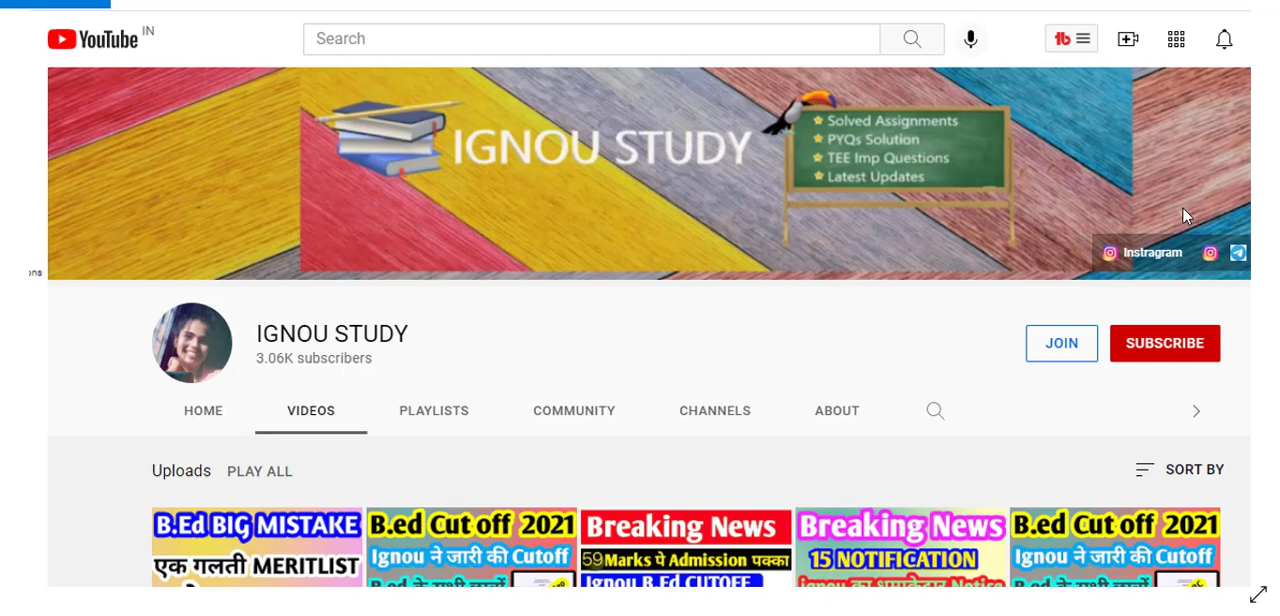 YouTube IN
Search
IGNOU STUDY
Solved Assignments
PYQs Solution
TEE Imp Questions
Latest Updates
Instragram
ons
IGNOU STUDY
3.06K subscribers
JOIN
SUBSCRIBE
HOME VIDEOS PLAYLISTS COMMUNITY CHANNELS ABOUT
Uploads PLAY ALL
SORT BY
B.Ed BIG MISTAKE
एक गलती MERITLIST
B.ed Cut off 2021
Ignou ने जारी की Cutoff
Breaking News
59 Marks पे Admission पक्का
Ignou B.Ed CUTOFF
Breaking News
15 NOTIFICATION
B.ed Cut off 2021
Ignou ने जारी की Cutoff